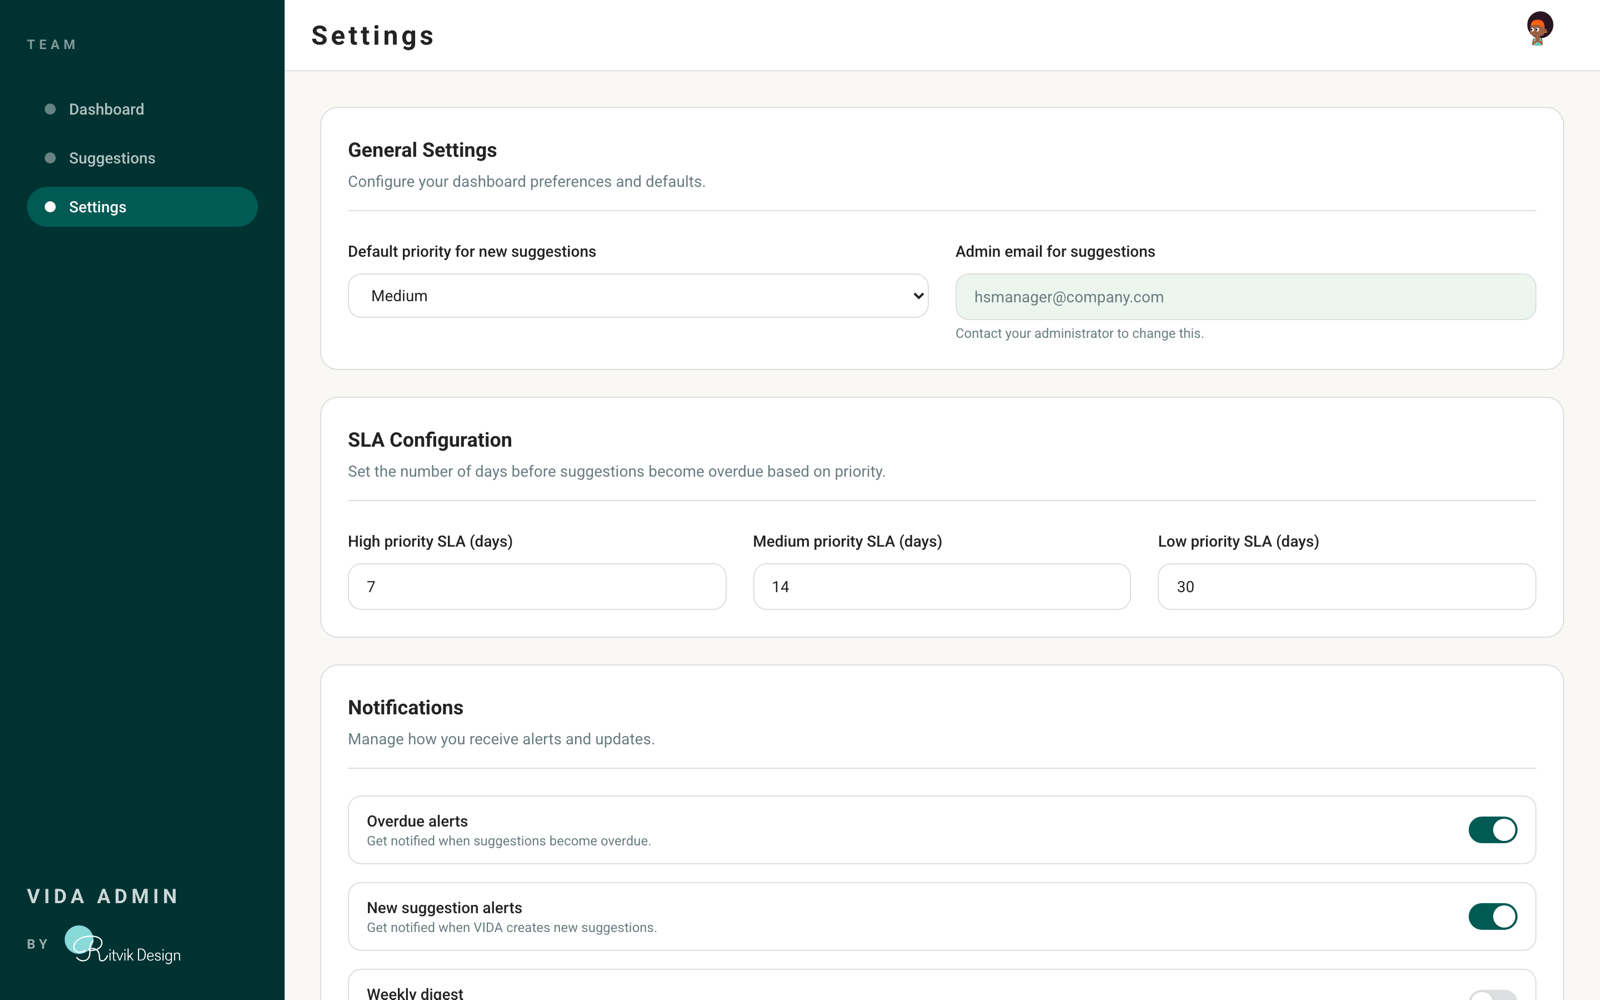 TEAM
Dashboard
Suggestions
Settings
VIDA ADMIN
BY Ritvik Design
Settings
General Settings
Configure your dashboard preferences and defaults.
Default priority for new suggestions
Medium
Admin email for suggestions
hsmanager@company.com
Contact your administrator to change this.
SLA Configuration
Set the number of days before suggestions become overdue based on priority.
High priority SLA (days)
7
Medium priority SLA (days)
14
Low priority SLA (days)
30
Notifications
Manage how you receive alerts and updates.
Overdue alerts
Get notified when suggestions become overdue.
New suggestion alerts
Get notified when VIDA creates new suggestions.
Weekly digest